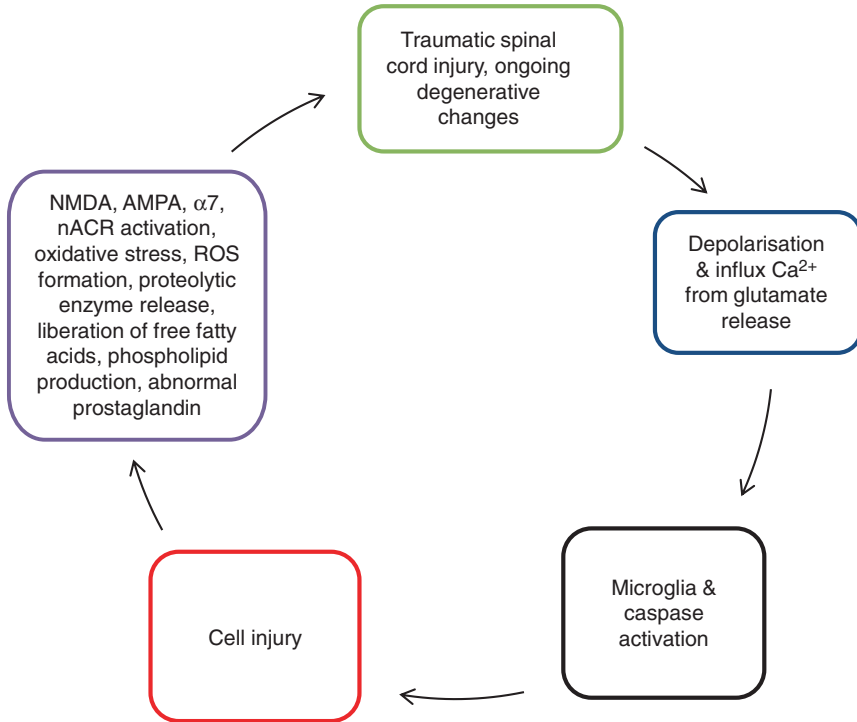 Traumatic spinal
cord injury, ongoing
degenerative
changes
Depolarisation
& influx Ca²⁺
from glutamate
release
Microglia &
caspase
activation
Cell injury
NMDA, AMPA, α7,
nACR activation,
oxidative stress, ROS
formation, proteolytic
enzyme release,
liberation of free fatty
acids, phospholipid
production, abnormal
prostaglandin